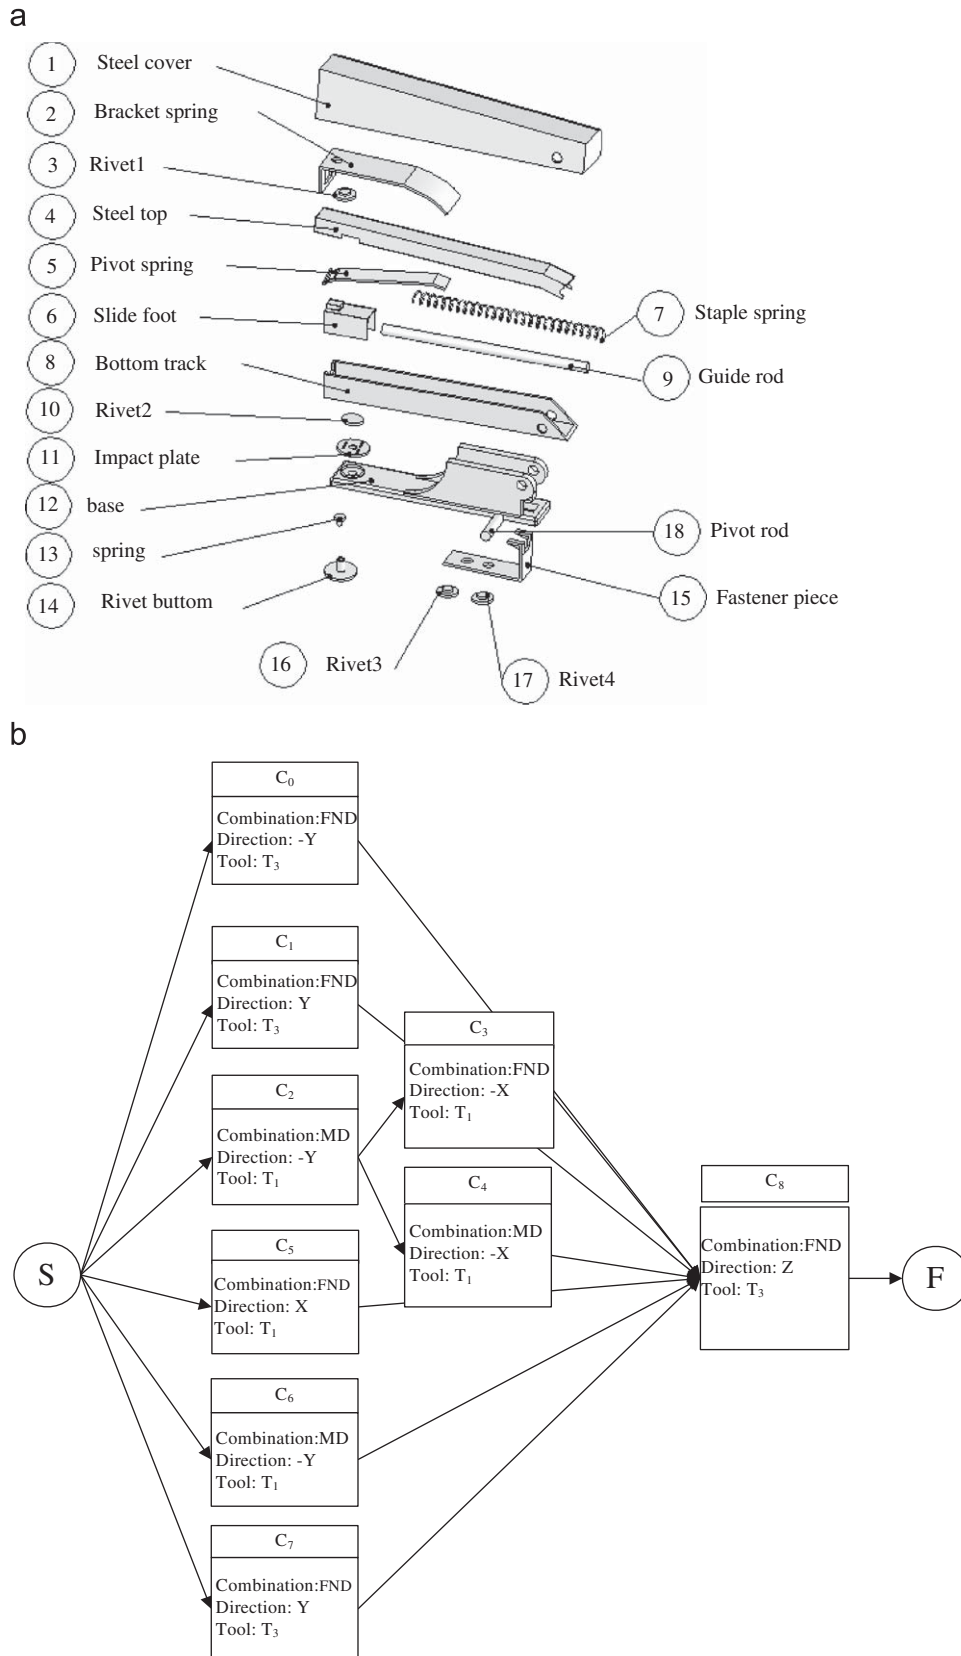 a
1 Steel cover
2 Bracket spring
3 Rivet1
4 Steel top
5 Pivot spring
6 Slide foot
7 Staple spring
8 Bottom track
9 Guide rod
10 Rivet2
11 Impact plate
12 base
18 Pivot rod
13 spring
14 Rivet buttom
15 Fastener piece
16 Rivet3
17 Rivet4
b
C0
Combination:FND
Direction: -Y
Tool: T3
C1
Combination:FND
Direction: Y
Tool: T3
C3
Combination:FND
Direction: -X
Tool: T1
C2
Combination:MD
Direction: -Y
Tool: T1
C4
Combination:MD
Direction: -X
Tool: T1
C8
Combination:FND
Direction: Z
Tool: T3
S
F
C5
Combination:FND
Direction: X
Tool: T1
C6
Combination:MD
Direction: -Y
Tool: T1
C7
Combination:FND
Direction: Y
Tool: T3